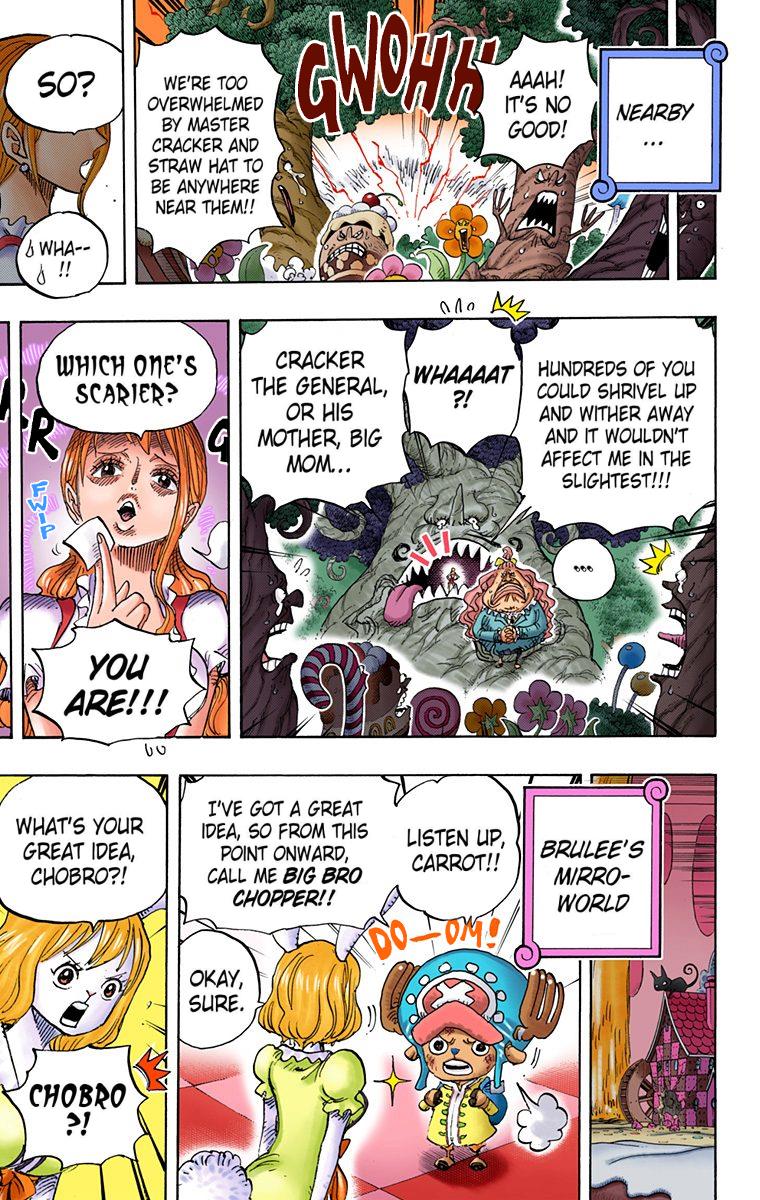 NEARBY
...
AAAH!
IT'S NO
GOOD!
GWOHH
WE'RE TOO
OVERWHELMED
BY MASTER
CRACKER AND
STRAW HAT TO
BE ANYWHERE
NEAR THEM!!
SO?
WHA--
!!
HUNDREDS OF YOU
COULD SHRIVEL UP
AND WITHER AWAY
AND IT WOULDN'T
AFFECT ME IN THE
SLIGHTEST!!!
WHAAAAT
?!
...
CRACKER
THE GENERAL,
OR HIS
MOTHER, BIG
MOM...
WHICH ONE'S
SCARIER?
FWIP
YOU
ARE!!!
BRULEE'S
MIRRO-
WORLD
LISTEN UP,
CARROT!!
I'VE GOT A GREAT
IDEA, SO FROM THIS
POINT ONWARD,
CALL ME BIG BRO
CHOPPER!!
DO—OM!
OKAY,
SURE.
WHAT'S YOUR
GREAT IDEA,
CHOBRO?!
CHOBRO
?!